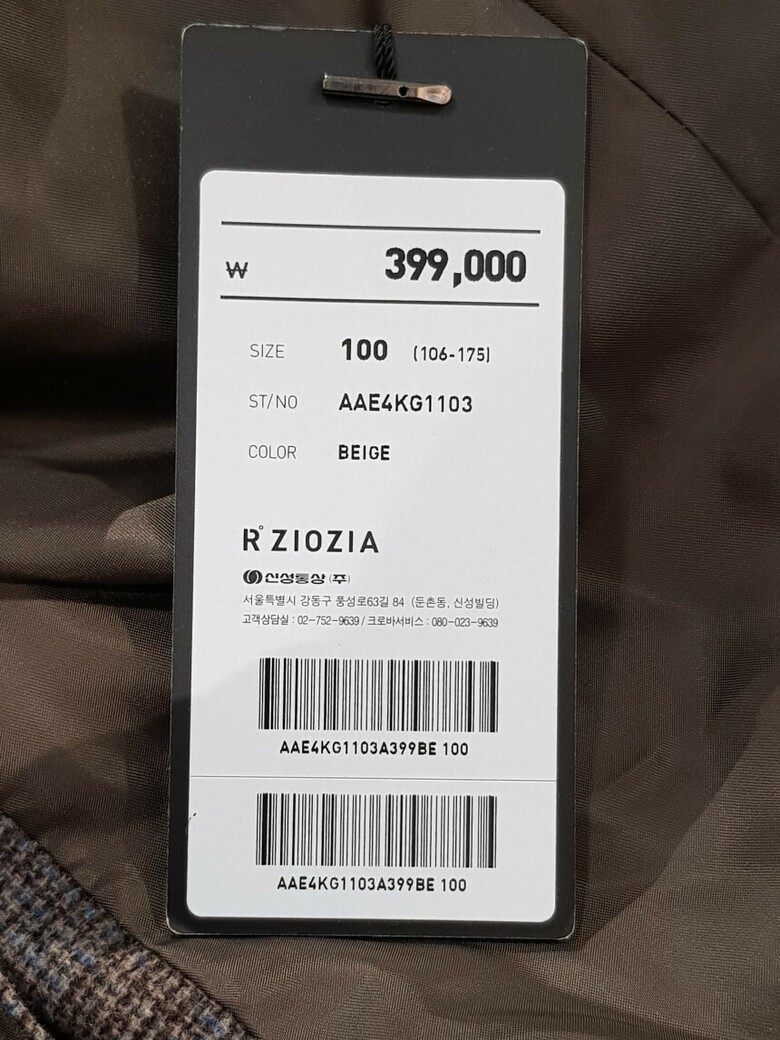 ₩ 399,000
SIZE 100 (106-175)
ST/NO AAE4KG1103
COLOR BEIGE
R° ZIOZIA
신성통상 (주)
서울특별시 강동구 풍성로63길 84 (둔촌동, 신성빌딩)
고객상담실 : 02-752-9639 / 크로바서비스 : 080-023-9639
AAE4KG1103A399BE 100
AAE4KG1103A399BE 100